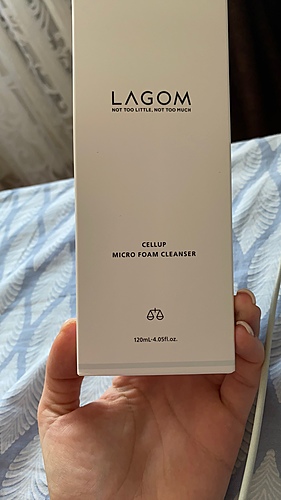 LAGOM
NOT TOO LITTLE, NOT TOO MUCH
CELLUP
MICRO FOAM CLEANSER
120mL-4.05fl.oz.